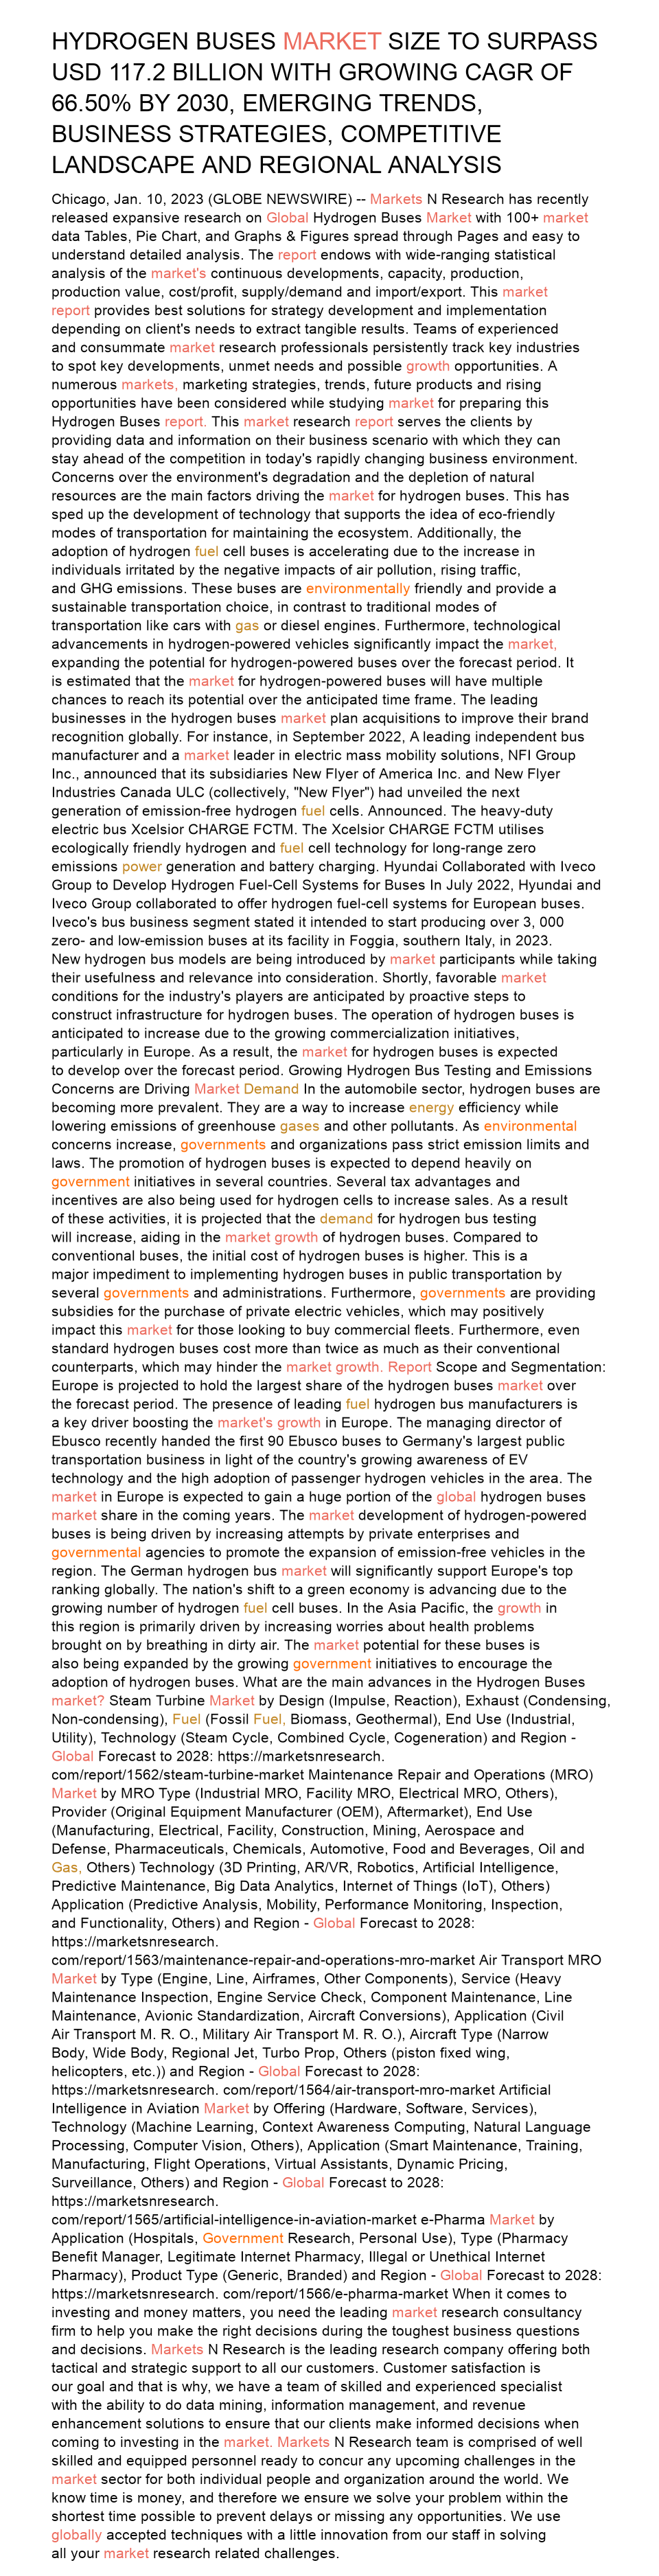 HYDROGEN BUSES MARKET SIZE TO SURPASS
USD 117.2 BILLION WITH GROWING CAGR OF
66.50% BY 2030, EMERGING TRENDS,
BUSINESS STRATEGIES, COMPETITIVE
LANDSCAPE AND REGIONAL ANALYSIS
Chicago, Jan. 10, 2023 (GLOBE NEWSWIRE) -- Markets N Research has recently
released expansive research on Global Hydrogen Buses Market with 100+ market
data Tables, Pie Chart, and Graphs & Figures spread through Pages and easy to
understand detailed analysis. The report endows with wide-ranging statistical
analysis of the market's continuous developments, capacity, production,
production value, cost/profit, supply/demand and import/export. This market
report provides best solutions for strategy development and implementation
depending on client's needs to extract tangible results. Teams of experienced
and consummate market research professionals persistently track key industries
to spot key developments, unmet needs and possible growth opportunities. A
numerous markets, marketing strategies, trends, future products and rising
opportunities have been considered while studying market for preparing this
Hydrogen Buses report. This market research report serves the clients by
providing data and information on their business scenario with which they can
stay ahead of the competition in today's rapidly changing business environment.
Concerns over the environment's degradation and the depletion of natural
resources are the main factors driving the market for hydrogen buses. This has
sped up the development of technology that supports the idea of eco-friendly
modes of transportation for maintaining the ecosystem. Additionally, the
adoption of hydrogen fuel cell buses is accelerating due to the increase in
individuals irritated by the negative impacts of air pollution, rising traffic,
and GHG emissions. These buses are environmentally friendly and provide a
sustainable transportation choice, in contrast to traditional modes of
transportation like cars with gas or diesel engines. Furthermore, technological
advancements in hydrogen-powered vehicles significantly impact the market,
expanding the potential for hydrogen-powered buses over the forecast period. It
is estimated that the market for hydrogen-powered buses will have multiple
chances to reach its potential over the anticipated time frame. The leading
businesses in the hydrogen buses market plan acquisitions to improve their brand
recognition globally. For instance, in September 2022, A leading independent bus
manufacturer and a market leader in electric mass mobility solutions, NFI Group
Inc., announced that its subsidiaries New Flyer of America Inc. and New Flyer
Industries Canada ULC (collectively, "New Flyer") had unveiled the next
generation of emission-free hydrogen fuel cells. Announced. The heavy-duty
electric bus Xcelsior CHARGE FCTM. The Xcelsior CHARGE FCTM utilises
ecologically friendly hydrogen and fuel cell technology for long-range zero
emissions power generation and battery charging. Hyundai Collaborated with Iveco
Group to Develop Hydrogen Fuel-Cell Systems for Buses In July 2022, Hyundai and
Iveco Group collaborated to offer hydrogen fuel-cell systems for European buses.
Iveco's bus business segment stated it intended to start producing over 3, 000
zero- and low-emission buses at its facility in Foggia, southern Italy, in 2023.
New hydrogen bus models are being introduced by market participants while taking
their usefulness and relevance into consideration. Shortly, favorable market
conditions for the industry's players are anticipated by proactive steps to
construct infrastructure for hydrogen buses. The operation of hydrogen buses is
anticipated to increase due to the growing commercialization initiatives,
particularly in Europe. As a result, the market for hydrogen buses is expected
to develop over the forecast period. Growing Hydrogen Bus Testing and Emissions
Concerns are Driving Market Demand In the automobile sector, hydrogen buses are
becoming more prevalent. They are a way to increase energy efficiency while
lowering emissions of greenhouse gases and other pollutants. As environmental
concerns increase, governments and organizations pass strict emission limits and
laws. The promotion of hydrogen buses is expected to depend heavily on
government initiatives in several countries. Several tax advantages and
incentives are also being used for hydrogen cells to increase sales. As a result
of these activities, it is projected that the demand for hydrogen bus testing
will increase, aiding in the market growth of hydrogen buses. Compared to
conventional buses, the initial cost of hydrogen buses is higher. This is a
major impediment to implementing hydrogen buses in public transportation by
several governments and administrations. Furthermore, governments are providing
subsidies for the purchase of private electric vehicles, which may positively
impact this market for those looking to buy commercial fleets. Furthermore, even
standard hydrogen buses cost more than twice as much as their conventional
counterparts, which may hinder the market growth. Report Scope and Segmentation:
Europe is projected to hold the largest share of the hydrogen buses market over
the forecast period. The presence of leading fuel hydrogen bus manufacturers is
a key driver boosting the market's growth in Europe. The managing director of
Ebusco recently handed the first 90 Ebusco buses to Germany's largest public
transportation business in light of the country's growing awareness of EV
technology and the high adoption of passenger hydrogen vehicles in the area. The
market in Europe is expected to gain a huge portion of the global hydrogen buses
market share in the coming years. The market development of hydrogen-powered
buses is being driven by increasing attempts by private enterprises and
governmental agencies to promote the expansion of emission-free vehicles in the
region. The German hydrogen bus market will significantly support Europe's top
ranking globally. The nation's shift to a green economy is advancing due to the
growing number of hydrogen fuel cell buses. In the Asia Pacific, the growth in
this region is primarily driven by increasing worries about health problems
brought on by breathing in dirty air. The market potential for these buses is
also being expanded by the growing government initiatives to encourage the
adoption of hydrogen buses. What are the main advances in the Hydrogen Buses
market? Steam Turbine Market by Design (Impulse, Reaction), Exhaust (Condensing,
Non-condensing), Fuel (Fossil Fuel, Biomass, Geothermal), End Use (Industrial,
Utility), Technology (Steam Cycle, Combined Cycle, Cogeneration) and Region -
Global Forecast to 2028: https://marketsnresearch.
com/report/1562/steam-turbine-market Maintenance Repair and Operations (MRO)
Market by MRO Type (Industrial MRO, Facility MRO, Electrical MRO, Others),
Provider (Original Equipment Manufacturer (OEM), Aftermarket), End Use
(Manufacturing, Electrical, Facility, Construction, Mining, Aerospace and
Defense, Pharmaceuticals, Chemicals, Automotive, Food and Beverages, Oil and
Gas, Others) Technology (3D Printing, AR/VR, Robotics, Artificial Intelligence,
Predictive Maintenance, Big Data Analytics, Internet of Things (IoT), Others)
Application (Predictive Analysis, Mobility, Performance Monitoring, Inspection,
and Functionality, Others) and Region - Global Forecast to 2028:
https://marketsnresearch.
com/report/1563/maintenance-repair-and-operations-mro-market Air Transport MRO
Market by Type (Engine, Line, Airframes, Other Components), Service (Heavy
Maintenance Inspection, Engine Service Check, Component Maintenance, Line
Maintenance, Avionic Standardization, Aircraft Conversions), Application (Civil
Air Transport M. R. O., Military Air Transport M. R. O.), Aircraft Type (Narrow
Body, Wide Body, Regional Jet, Turbo Prop, Others (piston fixed wing,
helicopters, etc.)) and Region - Global Forecast to 2028:
https://marketsnresearch. com/report/1564/air-transport-mro-market Artificial
Intelligence in Aviation Market by Offering (Hardware, Software, Services),
Technology (Machine Learning, Context Awareness Computing, Natural Language
Processing, Computer Vision, Others), Application (Smart Maintenance, Training,
Manufacturing, Flight Operations, Virtual Assistants, Dynamic Pricing,
Surveillance, Others) and Region - Global Forecast to 2028:
https://marketsnresearch.
com/report/1565/artificial-intelligence-in-aviation-market e-Pharma Market by
Application (Hospitals, Government Research, Personal Use), Type (Pharmacy
Benefit Manager, Legitimate Internet Pharmacy, Illegal or Unethical Internet
Pharmacy), Product Type (Generic, Branded) and Region - Global Forecast to 2028:
https://marketsnresearch. com/report/1566/e-pharma-market When it comes to
investing and money matters, you need the leading market research consultancy
firm to help you make the right decisions during the toughest business questions
and decisions. Markets N Research is the leading research company offering both
tactical and strategic support to all our customers. Customer satisfaction is
our goal and that is why, we have a team of skilled and experienced specialist
with the ability to do data mining, information management, and revenue
enhancement solutions to ensure that our clients make informed decisions when
coming to investing in the market. Markets N Research team is comprised of well
skilled and equipped personnel ready to concur any upcoming challenges in the
market sector for both individual people and organization around the world. We
know time is money, and therefore we ensure we solve your problem within the
shortest time possible to prevent delays or missing any opportunities. We use
globally accepted techniques with a little innovation from our staff in solving
all your market research related challenges.